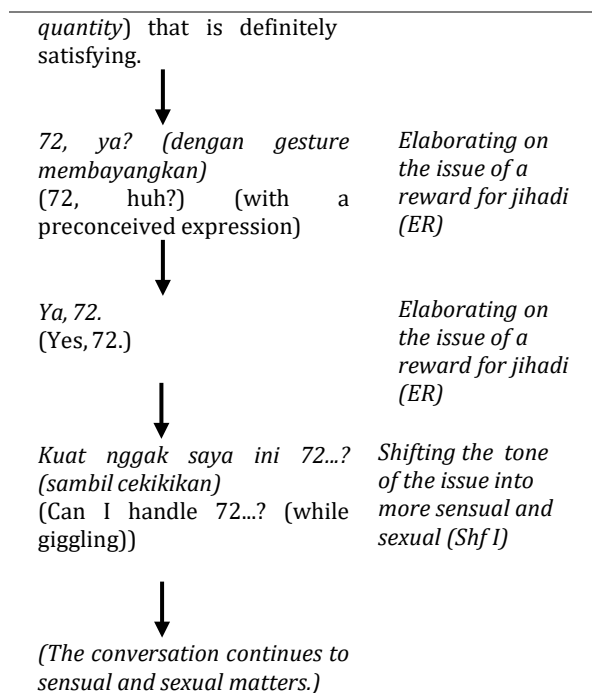 quantity) that is definitely
satisfying.
72, ya? (dengan gesture
membayangkan)
(72, huh?) (with a
preconceived expression)
Elaborating on
the issue of a
reward for jihadi
(ER)
Ya, 72.
(Yes, 72.)
Elaborating on
the issue of a
reward for jihadi
(ER)
Kuat nggak saya ini 72...?
(sambil cekikikan)
(Can I handle 72...? (while
giggling))
Shifting the tone
of the issue into
more sensual and
sexual (Shf I)
(The conversation continues to
sensual and sexual matters.)